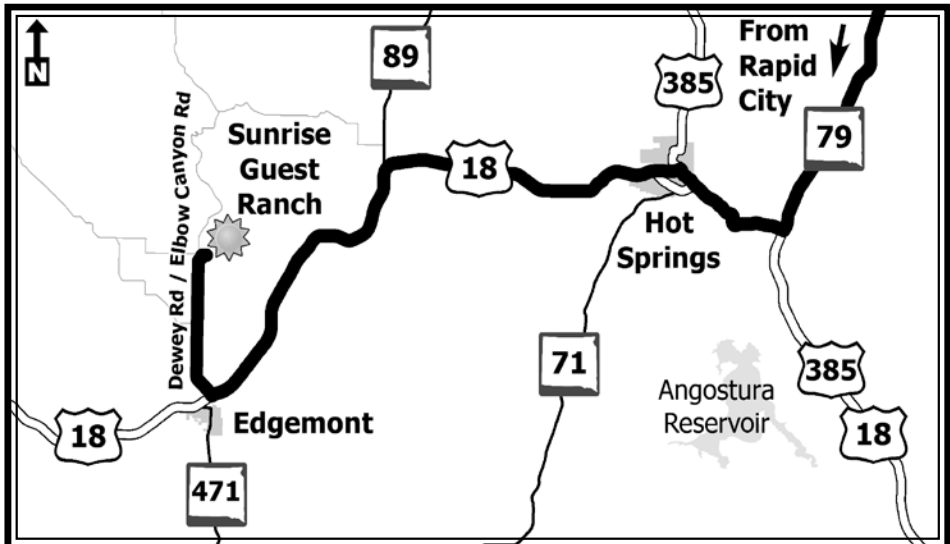 N
89
385
From
Rapid
City
79
Sunrise
Guest
Ranch
Dewey Rd / Elbow Canyon Rd
18
Hot
Springs
71
385
Angostura
Reservoir
18
Edgemont
18
471